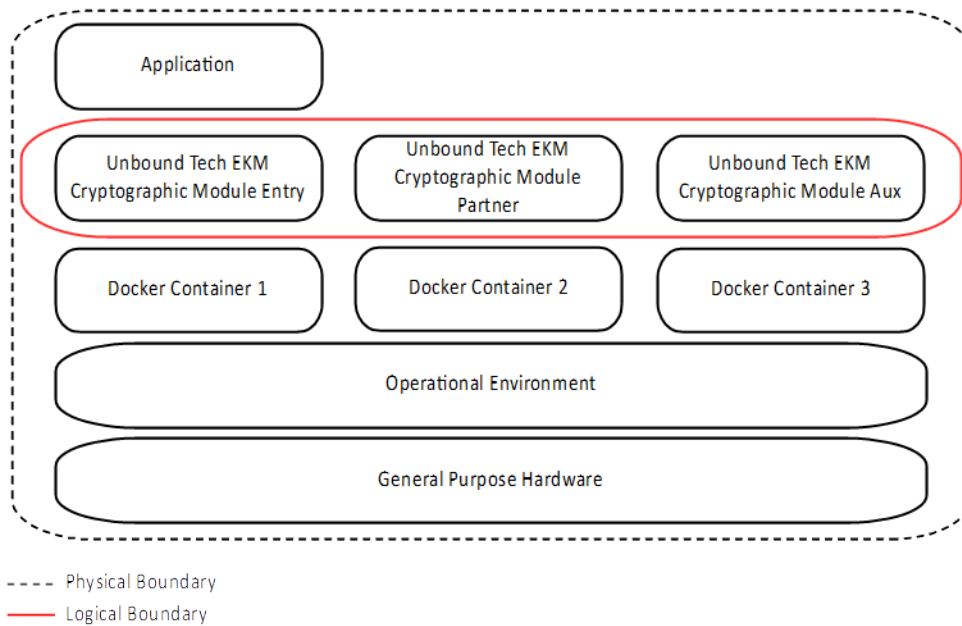 Application
Unbound Tech EKM
Cryptographic Module Entry
Unbound Tech EKM
Cryptographic Module
Partner
Unbound Tech EKM
Cryptographic Module Aux
Docker Container 1
Docker Container 2
Docker Container 3
Operational Environment
General Purpose Hardware
Physical Boundary
Logical Boundary